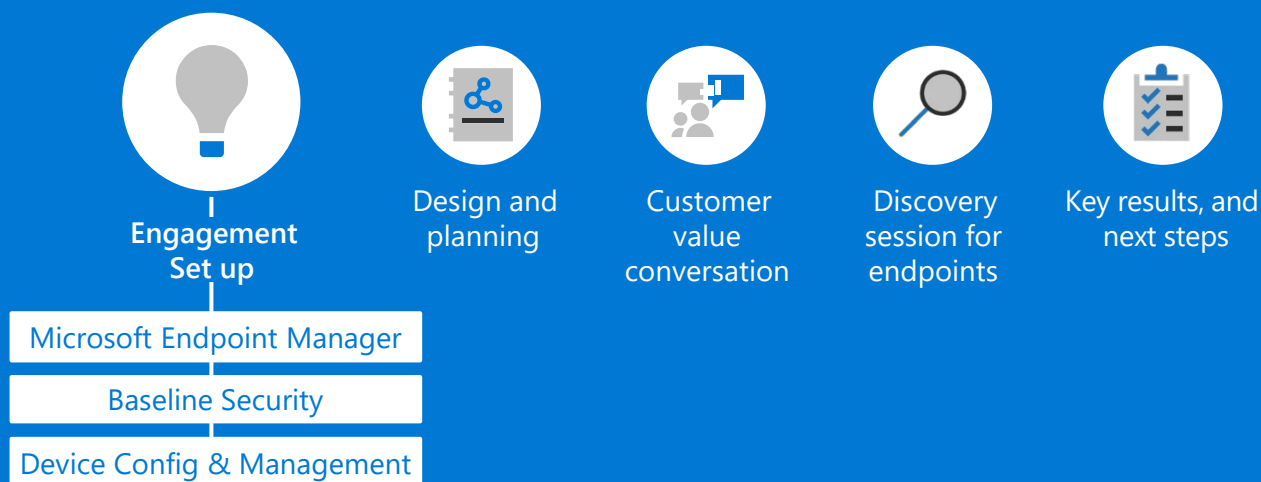 Engagement
Set up
Microsoft Endpoint Manager
Baseline Security
Device Config & Management
Design and
planning
Customer
value
conversation
Discovery
session for
endpoints
Key results, and
next steps